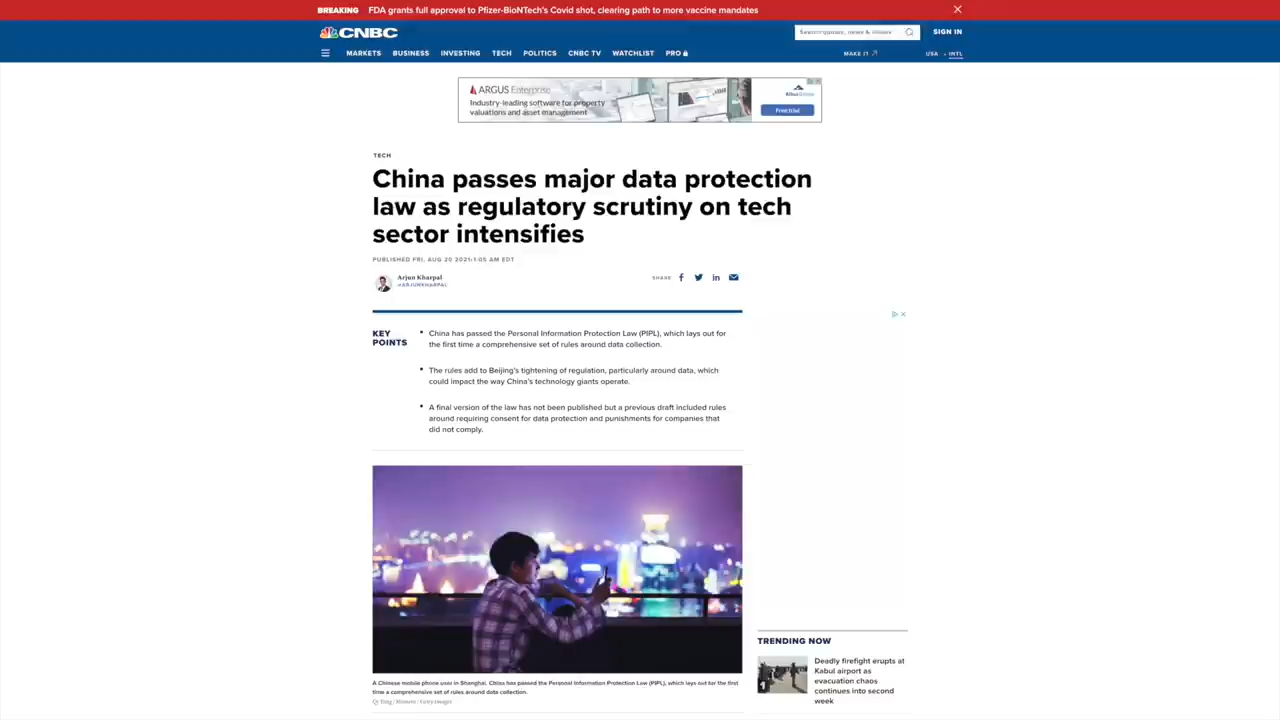 BREAKING FDA grants full approval to Pfizer-BioNTech's Covid shot, clearing path to more vaccine mandates
CNBC
SIGN IN
MARKETS BUSINESS INVESTING TECH POLITICS CNBC TV WATCHLIST PRO
MAKE IT
USA • INTL
ARGUS Enterprise
Industry-leading software for property
valuations and asset management
Free trial
TECH
China passes major data protection
law as regulatory scrutiny on tech
sector intensifies
PUBLISHED FRI, AUG 20 2021 1:05 AM EDT
Arjun Kharpal
@ARJUNKHARPAL
SHARE
KEY
POINTS
• China has passed the Personal Information Protection Law (PIPL), which lays out for
the first time a comprehensive set of rules around data collection.
• The rules add to Beijing's tightening of regulation, particularly around data, which
could impact the way China's technology giants operate.
• A final version of the law has not been published but a previous draft included rules
around requiring consent for data protection and punishments for companies that
did not comply.
A Chinese mobile phone user in Shanghai. China has passed the Personal Information Protection Law (PIPL), which lays out for the first
time a comprehensive set of rules around data collection.
Getty Images
TRENDING NOW
1
Deadly firefight erupts at
Kabul airport as
evacuation chaos
continues into second
week